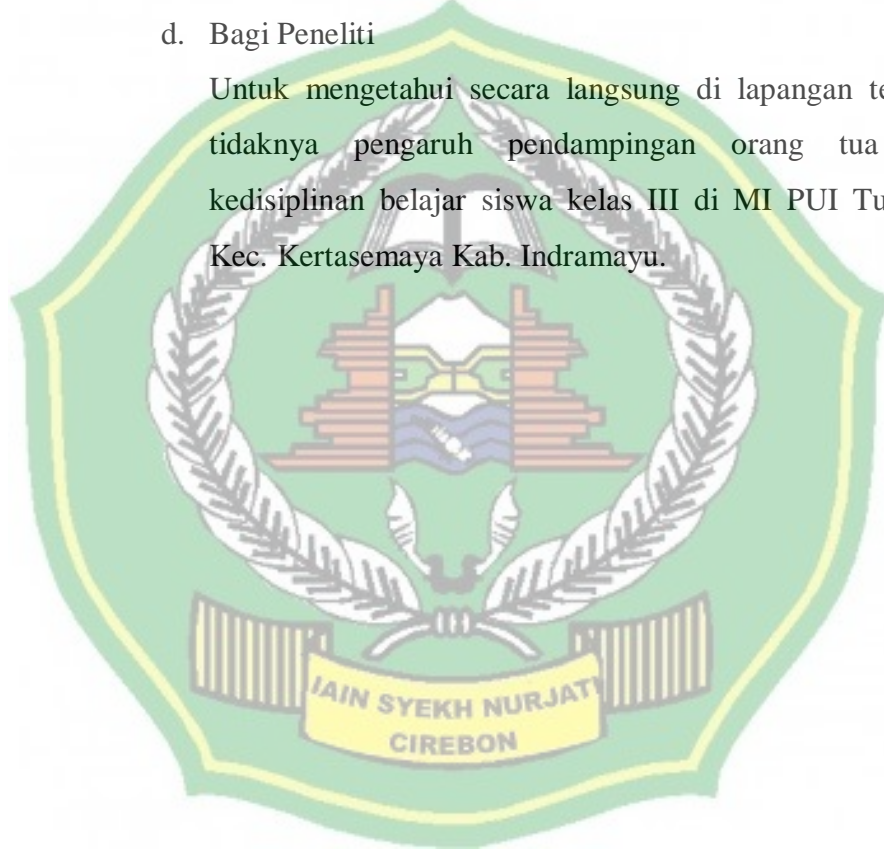 d. Bagi Peneliti
Untuk mengetahui secara langsung di lapangan
tidaknya pengaruh pendampingan orang tua
kedisiplinan belajar siswa kelas III di MI PUI
Kec. Kertasemaya Kab. Indramayu.
IAIN SYEKH NURJATI
CIREBON